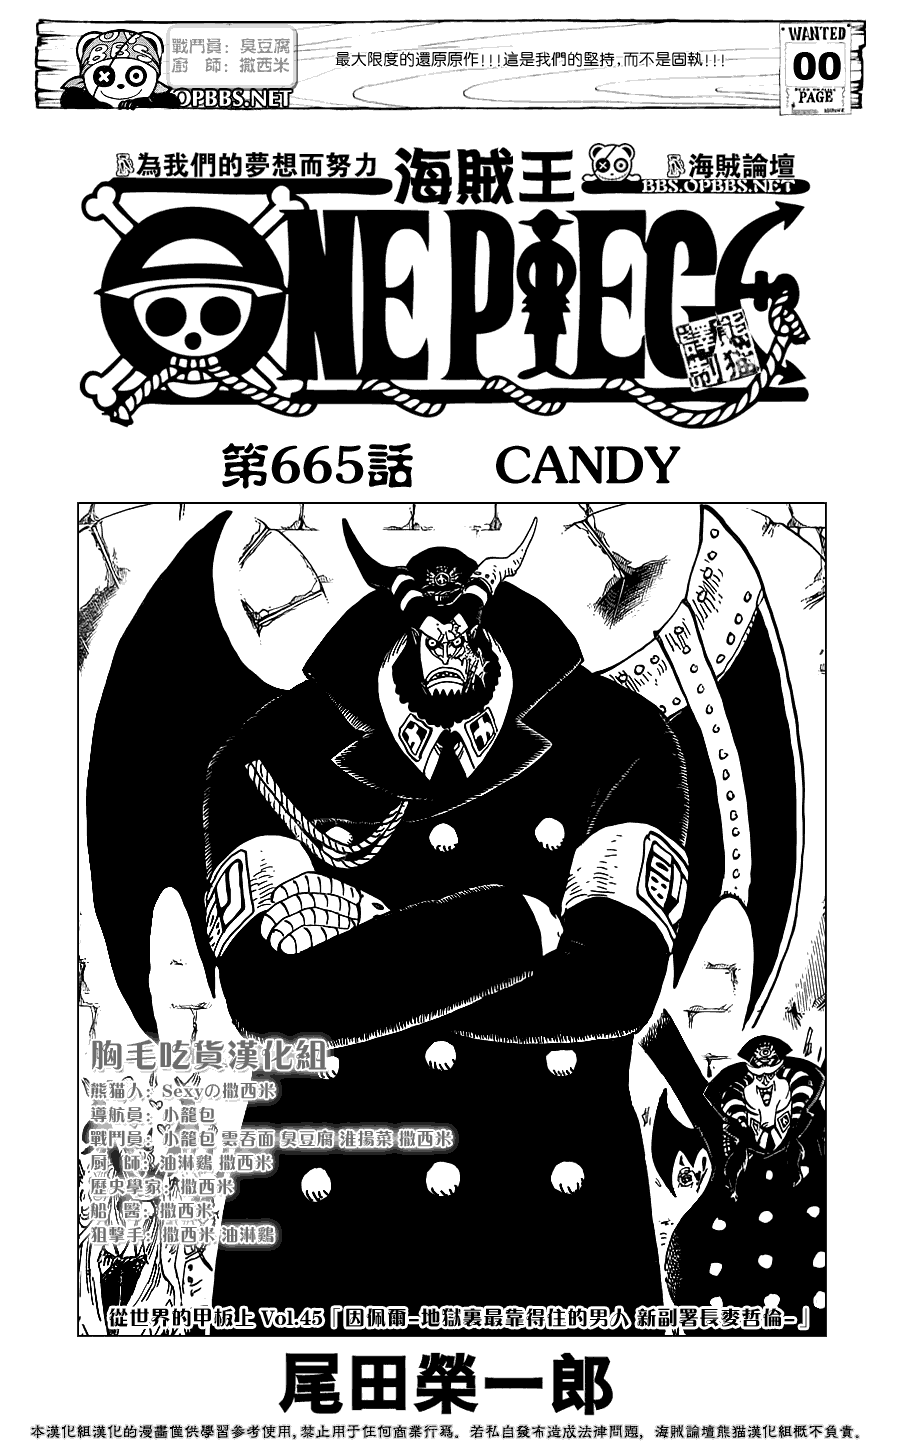 戰鬥員：臭豆腐
廚　師：撒西米
OPBBS.NET
最大限度的還原原作!!!這是我們的堅持,而不是固執!!!
WANTED
00
PAGE
為我們的夢想而努力
海賊王
海賊論壇
BBS.OPBBS.NET
ONE PIECE
熊猫譯制
第665話　CANDY
胸毛吃貨漢化組
熊猫人：Sexyの撒西米
導航員：小籠包
戰鬥員：小籠包 雲吞面 臭豆腐 淮揚菜 撒西米
厨　師：油淋鷄 撒西米
歷史學家：撒西米
船　醫：撒西米
狙擊手：撒西米 油淋鷄
從世界的甲板上 Vol.45「因佩爾-地獄裏最靠得住的男人 新副署長麥哲倫-」
尾田榮一郎
本漢化組漢化的漫畫僅供學習參考使用,禁止用于任何商業行爲。若私自發布造成法律問題，海賊論壇熊猫漢化組概不負責。